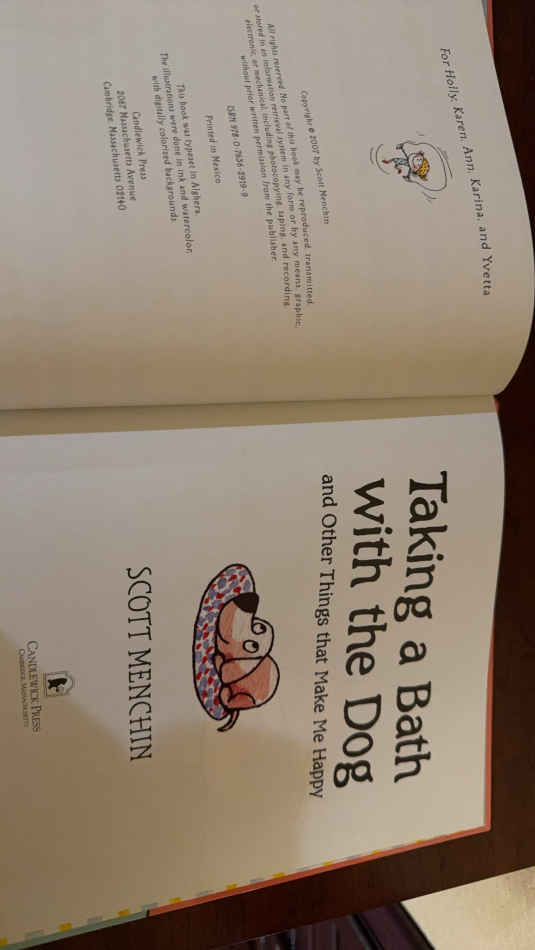 For Holly, Karen, Ann, Karina, and Yvetta
Copyright © 2007 by Scott Menchin
All rights reserved. No part of this book may be reproduced, transmitted,
or stored in an information retrieval system in any form or by any means, graphic,
electronic, or mechanical, including photocopying, taping, and recording,
without prior written permission from the publisher.
ISBN 978-0-7636-2919-9
Printed in Mexico
This book was typeset in Alghera.
The illustrations were done in ink and watercolor,
with digitally colorized backgrounds.
Candlewick Press
2067 Massachusetts Avenue
Cambridge, Massachusetts 02140
Taking a Bath
with the Dog
and Other Things that Make Me Happy
SCOTT MENCHIN
CANDLEWICK PRESS
CAMBRIDGE, MASSACHUSETTS